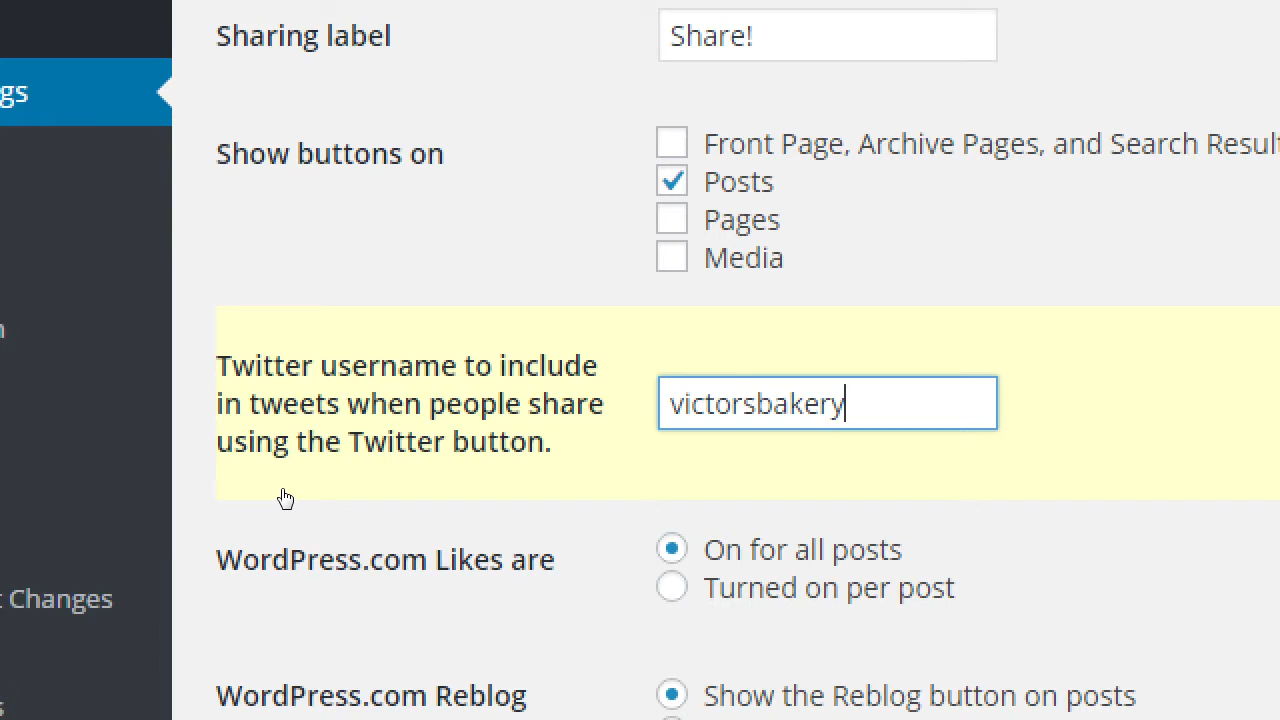 Sharing label
Share!
gs
Show buttons on
Front Page, Archive Pages, and Search Result
Posts
Pages
Media
Twitter username to include
in tweets when people share
using the Twitter button.
victorsbakery
WordPress.com Likes are
On for all posts
Turned on per post
Changes
WordPress.com Reblog
Show the Reblog button on posts